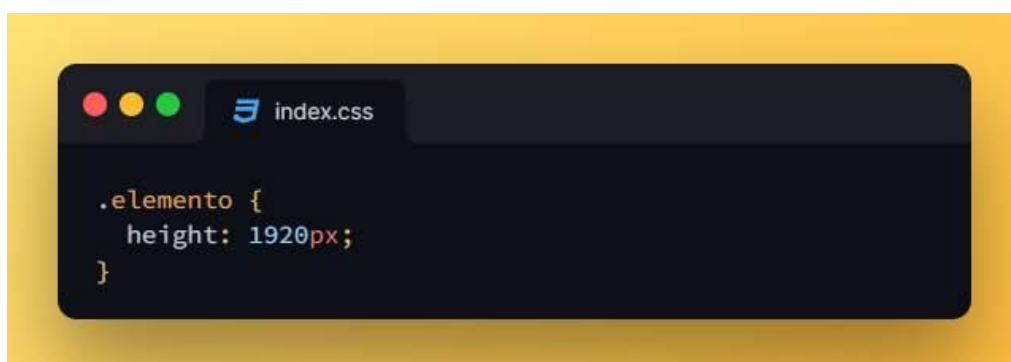 index.css
.elemento {
  height: 1920px;
}